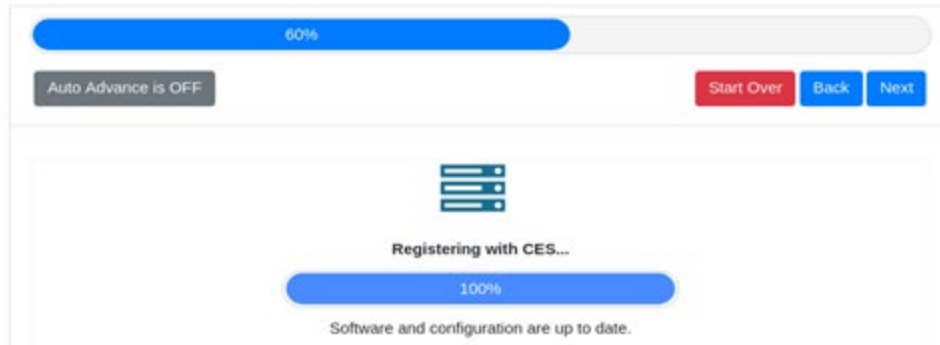 60%
Auto Advance is OFF Start Over Back Next
Registering with CES...
100%
Software and configuration are up to date.